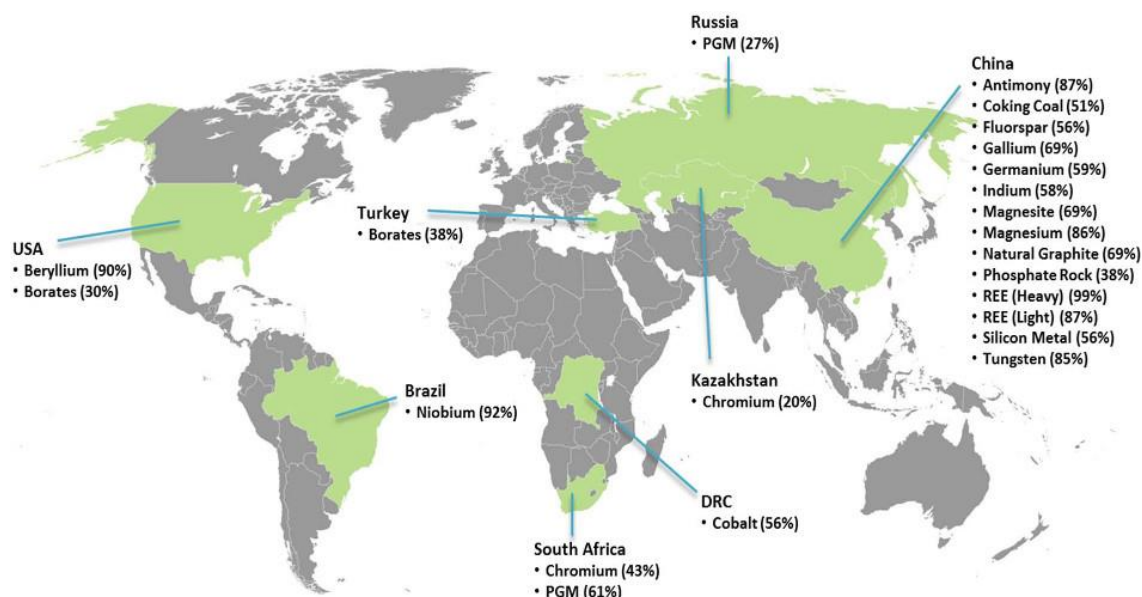 Russia
• PGM (27%)
China
• Antimony (87%)
• Coking Coal (51%)
• Fluorspar (56%)
• Gallium (69%)
• Germanium (59%)
• Indium (58%)
• Magnesite (69%)
• Magnesium (86%)
• Natural Graphite (69%)
• Phosphate Rock (38%)
• REE (Heavy) (99%)
• REE (Light) (87%)
• Silicon Metal (56%)
• Tungsten (85%)
Turkey
• Borates (38%)
USA
• Beryllium (90%)
• Borates (30%)
Kazakhstan
• Chromium (20%)
Brazil
• Niobium (92%)
DRC
• Cobalt (56%)
South Africa
• Chromium (43%)
• PGM (61%)